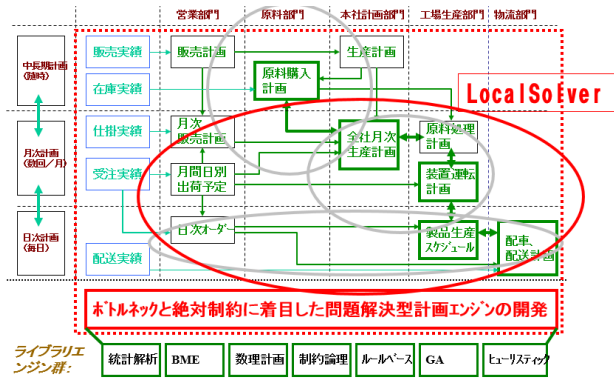 営業部門
原料部門
本社計画部門
工場生産部門
物流部門
中長期計画
(随時)
販売実績
販売計画
生産計画
在庫実績
原料購入
計画
LocalSolver
月次計画
(数回/月)
仕掛実績
月次
販売計画
全社月次
生産計画
原料処理
計画
受注実績
月間日別
出荷予定
装置運転
計画
日次計画
(毎日)
日次オーダー
製品生産
スケジュール
配車、
配送計画
配送実績
ボトルネックと絶対制約に着目した問題解決型計画エンジンの開発
ライブラリエ
ンジン群:
統計解析
BME
数理計画
制約論理
ルールベース
GA
ヒューリスティック